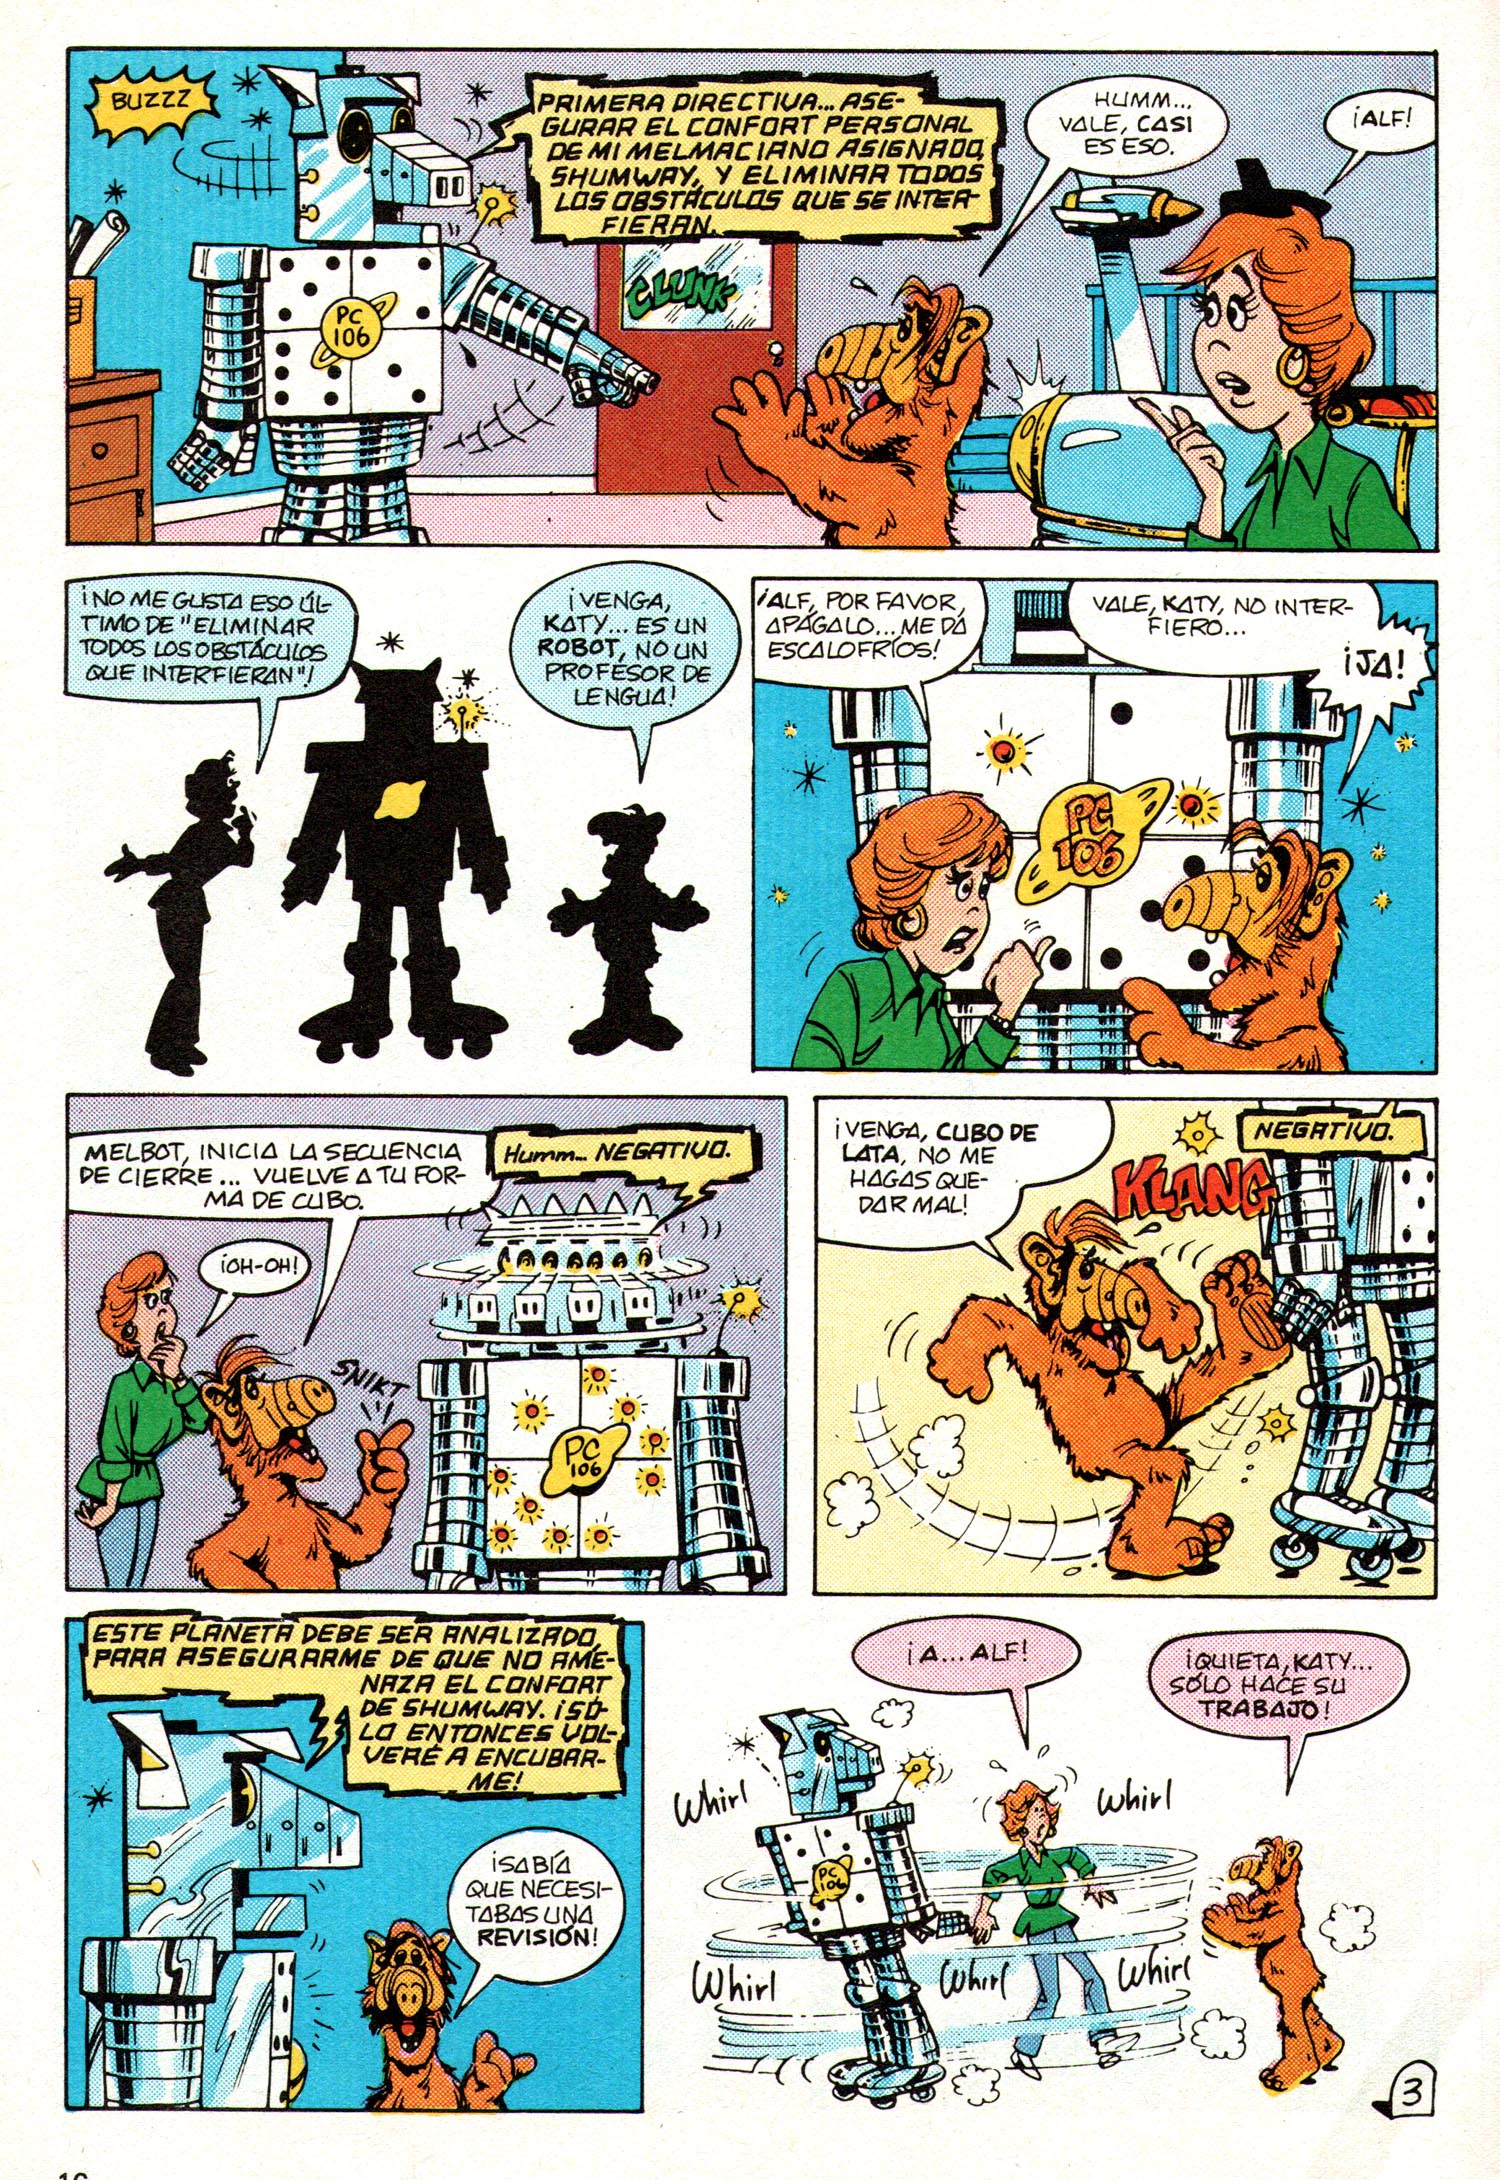 BUZZZ
PRIMERA DIRECTIVA... ASE-
GURAR EL CONFORT PERSONAL
DE MI MELMACIANO ASIGNADO,
SHUMWAY, Y ELIMINAR TODOS
LOS OBSTÁCULOS QUE SE INTER-
FIERAN.
HUMM...
VALE, CASI
ES ESO.
¡ALF!
CLUNK
PC
106
¡NO ME GUSTA ESO ÚL-
TIMO DE "ELIMINAR
TODOS LOS OBSTÁCULOS
QUE INTERFIERAN"!
¡VENGA,
KATY... ES UN
ROBOT, NO UN
PROFESOR DE
LENGUA!
¡ALF, POR FAVOR,
APÁGALO... ME DA
ESCALOFRÍOS!
VALE, KATY, NO INTER-
FIERO...
¡JA!
PC
106
MELBOT, INICIA LA SECUENCIA
DE CIERRE... VUELVE A TU FOR-
MA DE CUBO.
Humm... NEGATIVO.
¡OH-OH!
SNIKT
PC
106
¡VENGA, CUBO DE
LATA, NO ME
HAGAS QUE-
DAR MAL!
NEGATIVO.
KLANG
ESTE PLANETA DEBE SER ANALIZADO,
PARA ASEGURARME DE QUE NO AME-
NAZA EL CONFORT
DE SHUMWAY. ¡SÓ-
LO ENTONCES VOL-
VERÉ A ENCUBAR-
ME!
¡SABÍA
QUE NECESI-
TABAS UNA
REVISIÓN!
¡A... ALF!
¡QUIETA, KATY...
SÓLO HACE SU
TRABAJO!
Whirl
Whirl
PC
106
Whirl
Whirl
Whirl
3
16